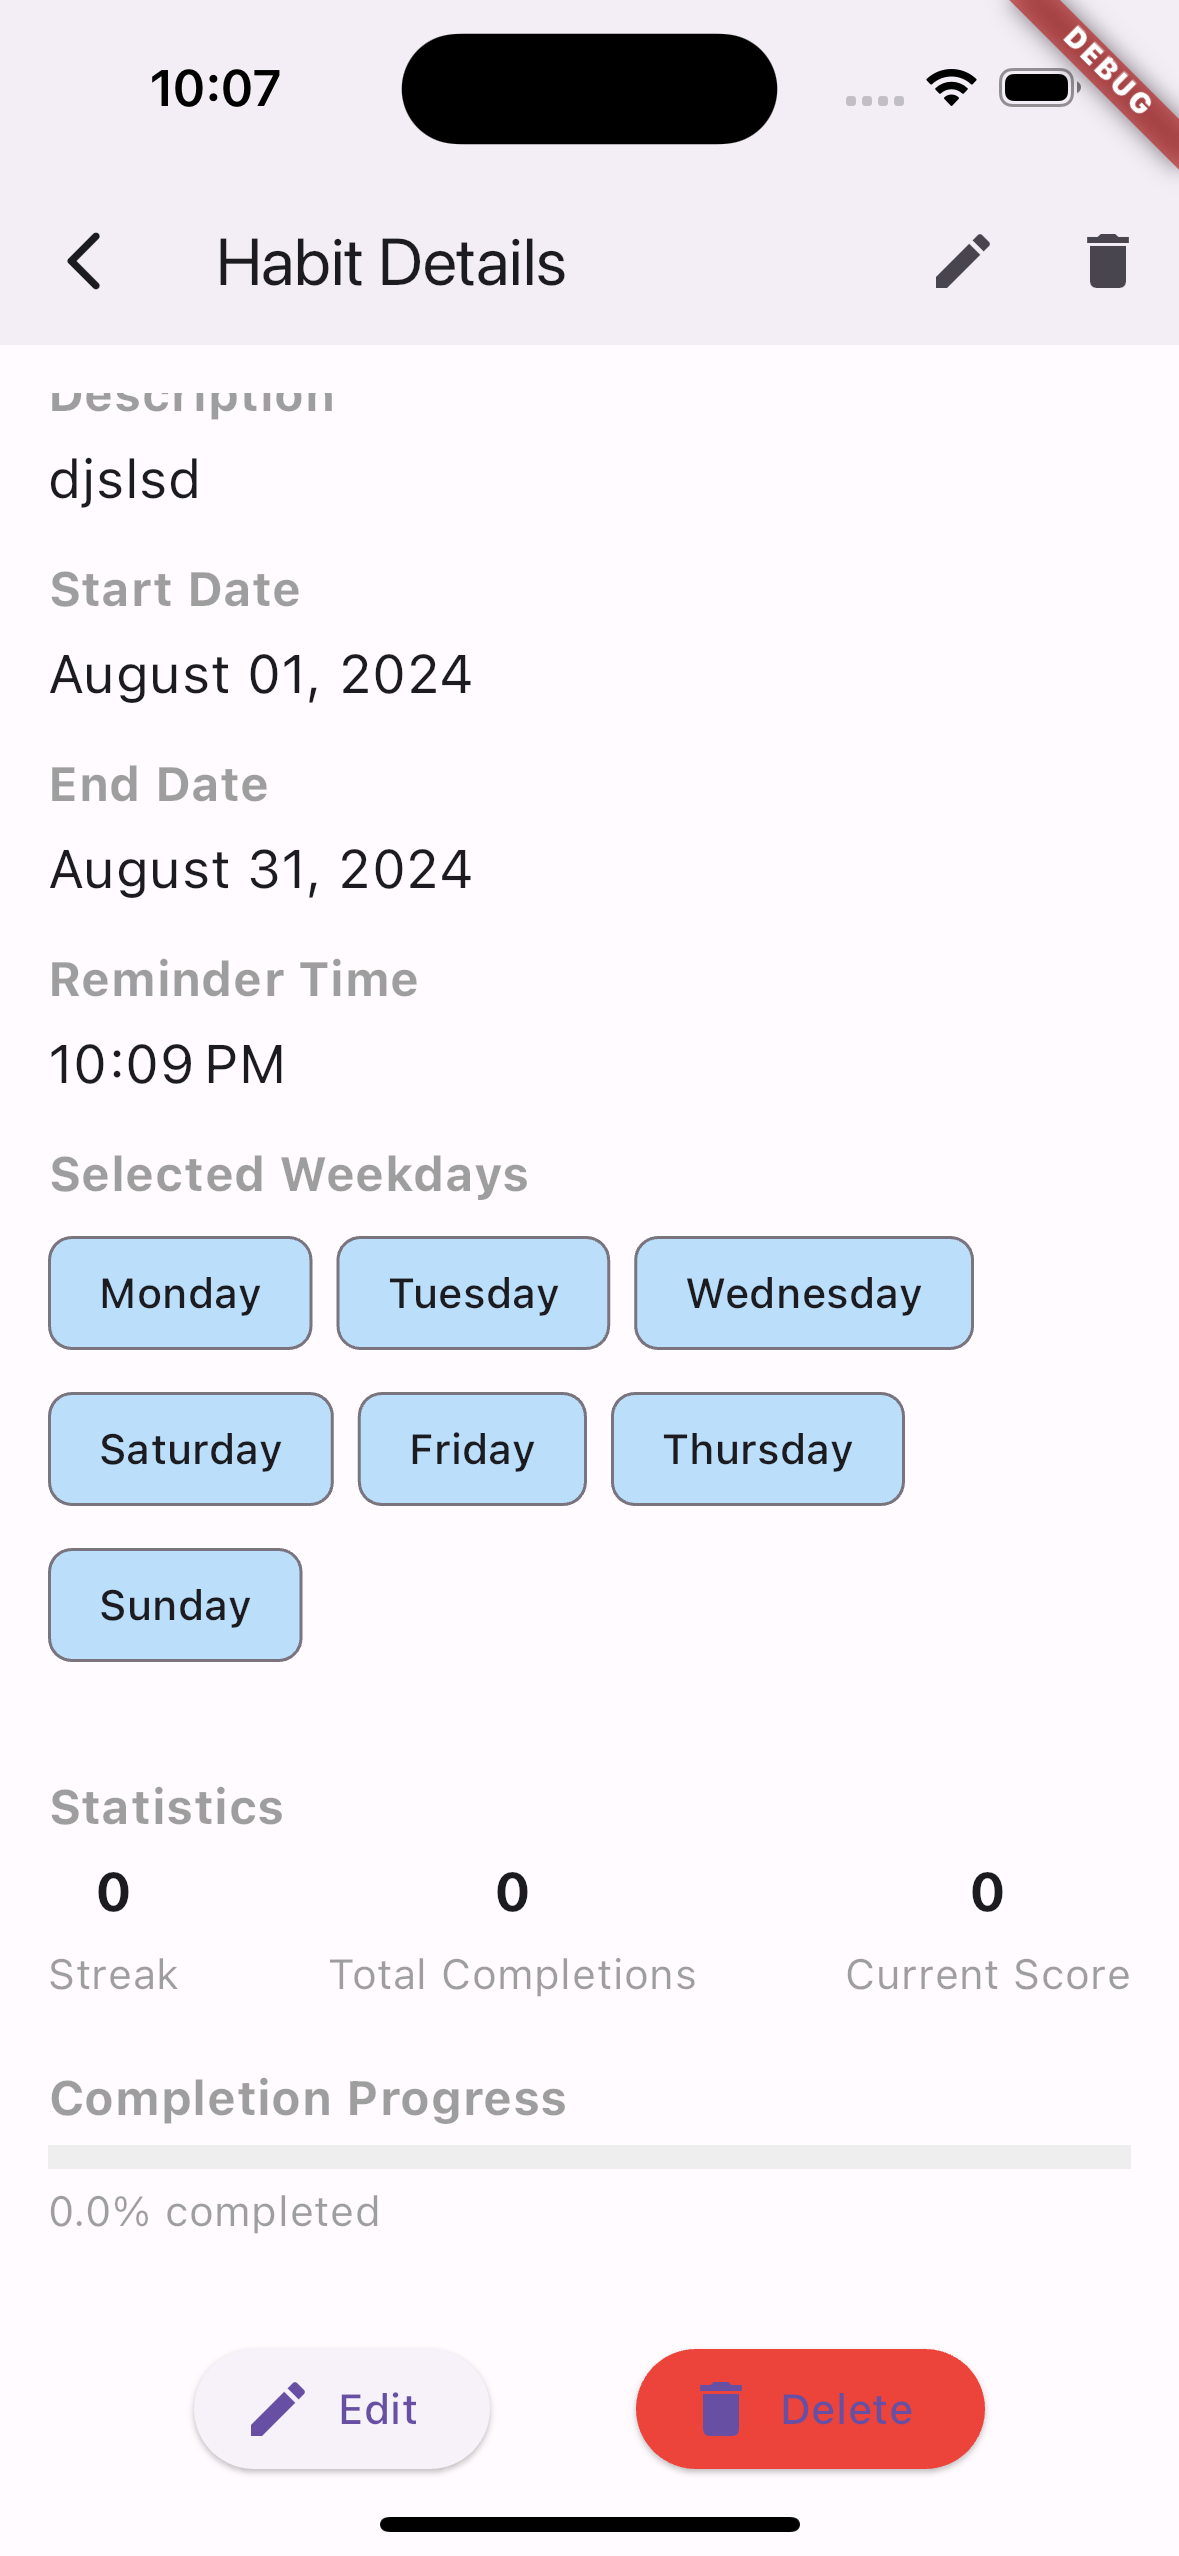 10:07
DEBUG
Habit Details
Description
djslsd
Start Date
August 01, 2024
End Date
August 31, 2024
Reminder Time
10:09 PM
Selected Weekdays
Monday Tuesday Wednesday
Saturday Friday Thursday
Sunday
Statistics
0 0 0
Streak Total Completions Current Score
Completion Progress
0.0% completed
Edit Delete